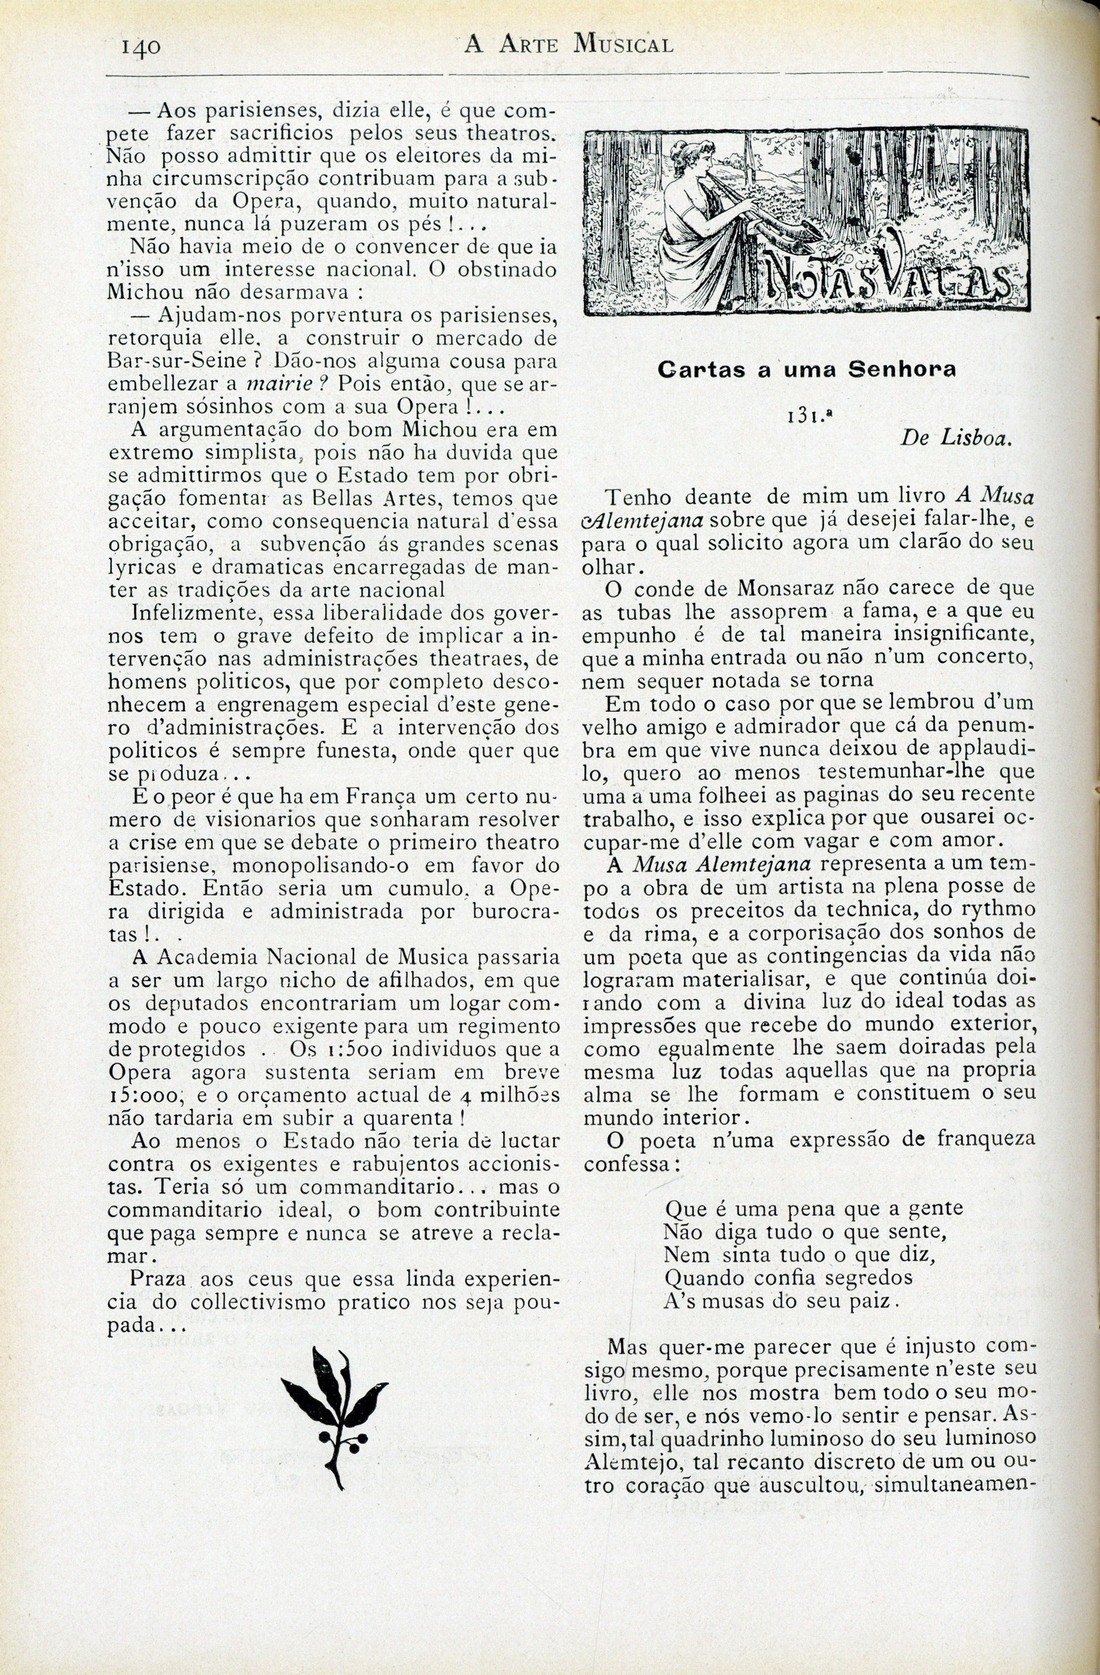 140
A Arte Musical
— Aos parisienses, dizia elle, é que com-
pete fazer sacrificios pelos seus theatros.
Não posso admittir que os eleitores da mi-
nha circumscripção contribuam para a sub-
venção da Opera, quando, muito natural-
mente, nunca lá puzeram os pés !...
Não havia meio de o convencer de que ia
n'isso um interesse nacional. O obstinado
Michou não desarmava :
— Ajudam-nos porventura os parisienses,
retorquia elle, a construir o mercado de
Bar-sur-Seine ? Dão-nos alguma cousa para
embellezar a mairie ? Pois então, que se ar-
ranjem sósinhos com a sua Opera !...
A argumentação do bom Michou era em
extremo simplista, pois não ha duvida que
se admittirmos que o Estado tem por obri-
gação fomentar as Bellas Artes, temos que
acceitar, como consequencia natural d'essa
obrigação, a subvenção ás grandes scenas
lyricas e dramaticas encarregadas de man-
ter as tradições da arte nacional
Infelizmente, essa liberalidade dos gover-
nos tem o grave defeito de implicar a in-
tervenção nas administrações theatraes, de
homens politicos, que por completo desco-
nhecem a engrenagem especial d'este gene-
ro d'administrações. E a intervenção dos
politicos é sempre funesta, onde quer que
se produza...
E o peor é que ha em França um certo nu-
mero de visionarios que sonharam resolver
a crise em que se debate o primeiro theatro
parisiense, monopolisando-o em favor do
Estado. Então seria um cumulo, a Ope-
ra dirigida e administrada por burocra-
tas !. .
A Academia Nacional de Musica passaria
a ser um largo nicho de afilhados, em que
os deputados encontrariam um logar com-
modo e pouco exigente para um regimento
de protegidos . . Os 1:500 individuos que a
Opera agora sustenta seriam em breve
15:000, e o orçamento actual de 4 milhões
não tardaria em subir a quarenta !
Ao menos o Estado não teria de luctar
contra os exigentes e rabujentos accionis-
tas. Teria só um commanditario... mas o
commanditario ideal, o bom contribuinte
que paga sempre e nunca se atreve a recla-
mar.
Praza aos ceus que essa linda experien-
cia do collectivismo pratico nos seja pou-
pada...
Notas Vagas
Cartas a uma Senhora
131.ª
De Lisboa.
Tenho deante de mim um livro A Musa
Alemtejana sobre que já desejei falar-lhe, e
para o qual solicito agora um clarão do seu
olhar.
O conde de Monsaraz não carece de que
as tubas lhe assoprem a fama, e a que eu
empunho é de tal maneira insignificante,
que a minha entrada ou não n'um concerto,
nem sequer notada se torna
Em todo o caso por que se lembrou d'um
velho amigo e admirador que cá da penum-
bra em que vive nunca deixou de applaudi-
lo, quero ao menos testemunhar-lhe que
uma a uma folheei as paginas do seu recente
trabalho, e isso explica por que ousarei oc-
cupar-me d'elle com vagar e com amor.
A Musa Alemtejana representa a um tem-
po a obra de um artista na plena posse de
todos os preceitos da technica, do rythmo
e da rima, e a corporisação dos sonhos de
um poeta que as contingencias da vida não
lograram materialisar, e que continúa doi-
rando com a divina luz do ideal todas as
impressões que recebe do mundo exterior,
como egualmente lhe saem doiradas pela
mesma luz todas aquellas que na propria
alma se lhe formam e constituem o seu
mundo interior.
O poeta n'uma expressão de franqueza
confessa :
Que é uma pena que a gente
Não diga tudo o que sente,
Nem sinta tudo o que diz,
Quando confia segredos
A's musas do seu paiz.
Mas quer-me parecer que é injusto com-
sigo mesmo, porque precisamente n'este seu
livro, elle nos mostra bem todo o seu mo-
do de ser, e nós vemo-lo sentir e pensar. As-
sim, tal quadrinho luminoso do seu luminoso
Alemtejo, tal recanto discreto de um ou ou-
tro coração que auscultou, simultaneamen-